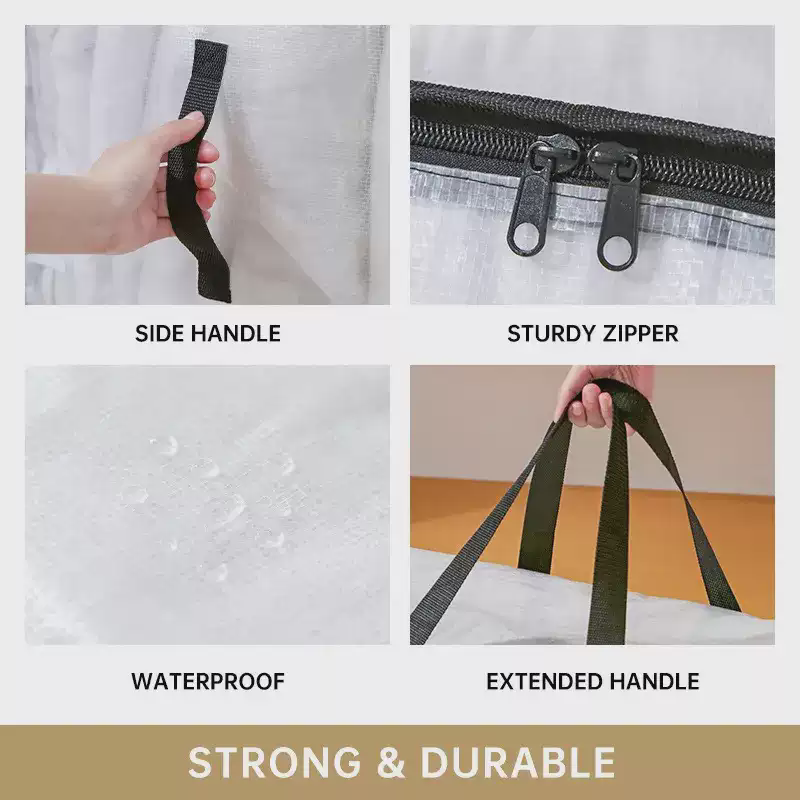 SIDE HANDLE
STURDY ZIPPER
WATERPROOF
EXTENDED HANDLE
STRONG & DURABLE